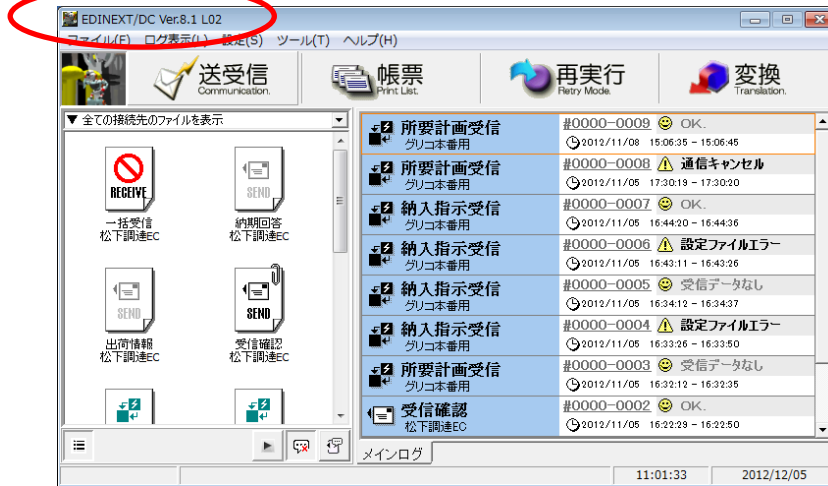 EDINEXT/DC Ver.8.1 L02
ファイル(F) ログ表示(L) 設定(S) ツール(T) ヘルプ(H)
送受信 帳票 再実行 変換
Communication. Print List. Retry Mode. Translation.
▼ 全ての接続先のファイルを表示
RECEIVE
一括受信
松下調達EC
SEND
納期回答
松下調達EC
SEND
出荷情報
松下調達EC
SEND
受信確認
松下調達EC
所要計画受信 #0000-0009 OK.
グリコ本番用 2012/11/08 15:06:35 - 15:06:45
所要計画受信 #0000-0008 通信キャンセル
グリコ本番用 2012/11/05 17:30:19 - 17:30:20
納入指示受信 #0000-0007 OK.
グリコ本番用 2012/11/05 16:44:20 - 16:44:36
納入指示受信 #0000-0006 設定ファイルエラー
グリコ本番用 2012/11/05 16:43:11 - 16:43:26
納入指示受信 #0000-0005 受信データなし
グリコ本番用 2012/11/05 16:34:12 - 16:34:37
納入指示受信 #0000-0004 設定ファイルエラー
グリコ本番用 2012/11/05 16:33:26 - 16:33:50
所要計画受信 #0000-0003 受信データなし
グリコ本番用 2012/11/05 16:32:12 - 16:32:35
受信確認 #0000-0002 OK.
松下調達EC 2012/11/05 16:22:29 - 16:22:50
メインログ
11:01:33 2012/12/05